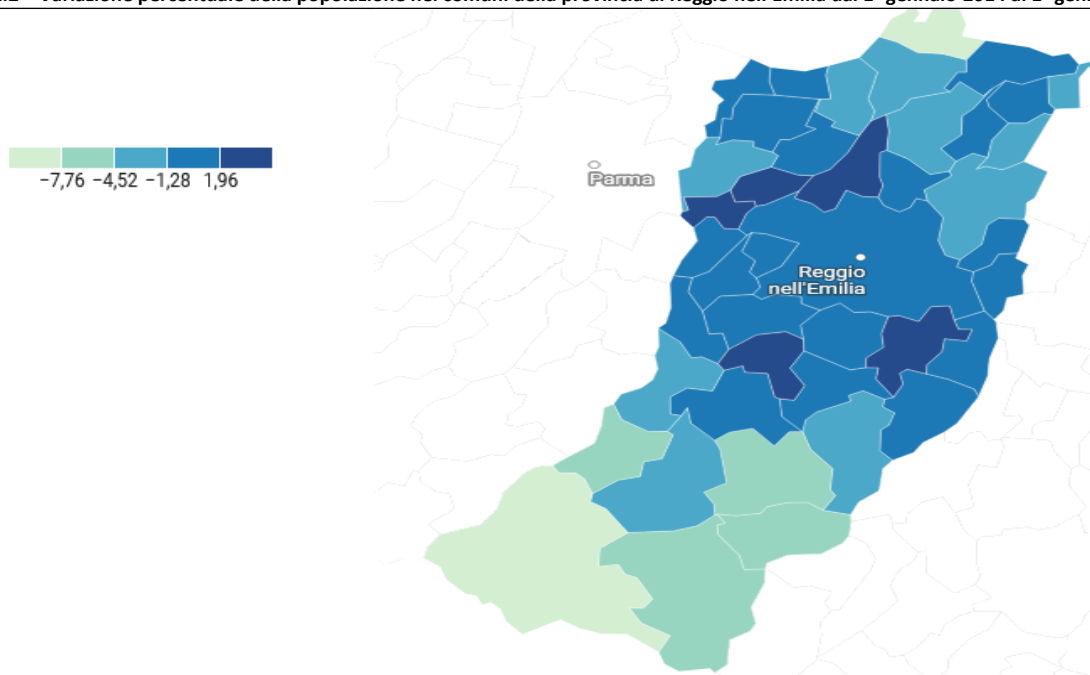 Variazione percentuale della popolazione nei comuni della provincia di Reggio nell'Emilia dal 1° gennaio 2014 al 1°
−7,76 −4,52 −1,28 1,96
Parma
Reggio
nell'Emilia